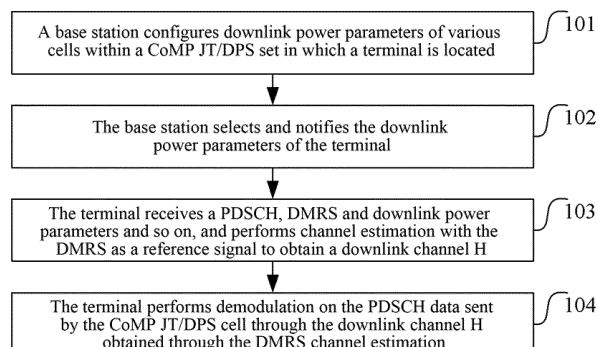 A base station configures downlink power parameters of various
cells within a CoMP JT/DPS set in which a terminal is located
101
The base station selects and notifies the downlink
power parameters of the terminal
102
The terminal receives a PDSCH, DMRS and downlink power
parameters and so on, and performs channel estimation with the
DMRS as a reference signal to obtain a downlink channel H
103
The terminal performs demodulation on the PDSCH data sent
by the CoMP JT/DPS cell through the downlink channel H
obtained through the DMRS channel estimation
104